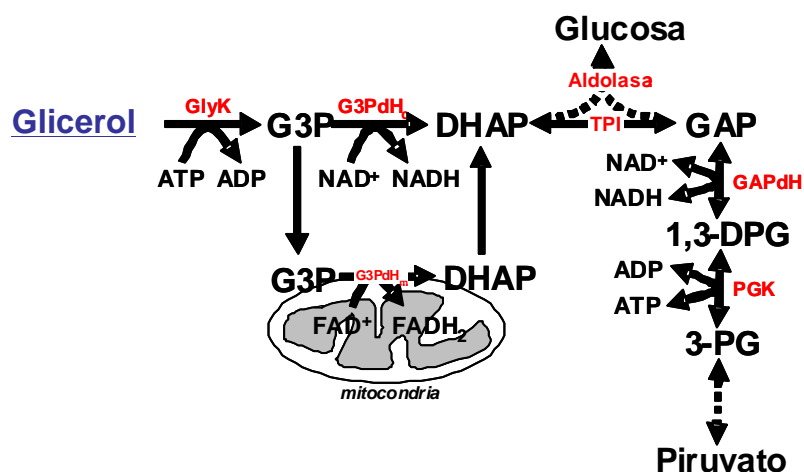 Glucosa
Aldolasa
Glicerol
GlyK
G3P
G3PdHc
DHAP
TPI
GAP
ATP ADP
NAD+ NADH
NAD+
NADH
GAPdH
1,3-DPG
G3P
G3PdHm
DHAP
FAD+ FADH2
ADP
ATP
PGK
3-PG
mitocondria
Piruvato